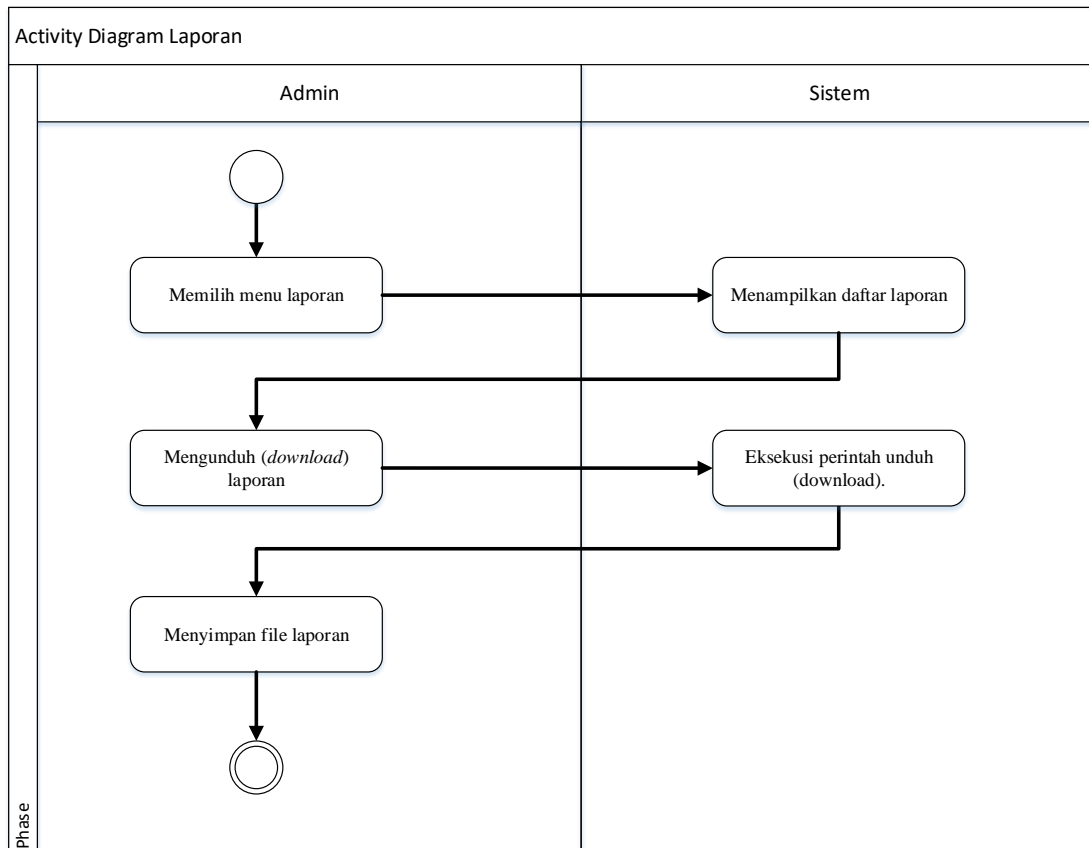 Activity Diagram Laporan
Admin
Sistem
Memilih menu laporan
Menampilkan daftar laporan
Mengunduh (download)
laporan
Eksekusi perintah unduh
(download).
Menyimpan file laporan
Phase